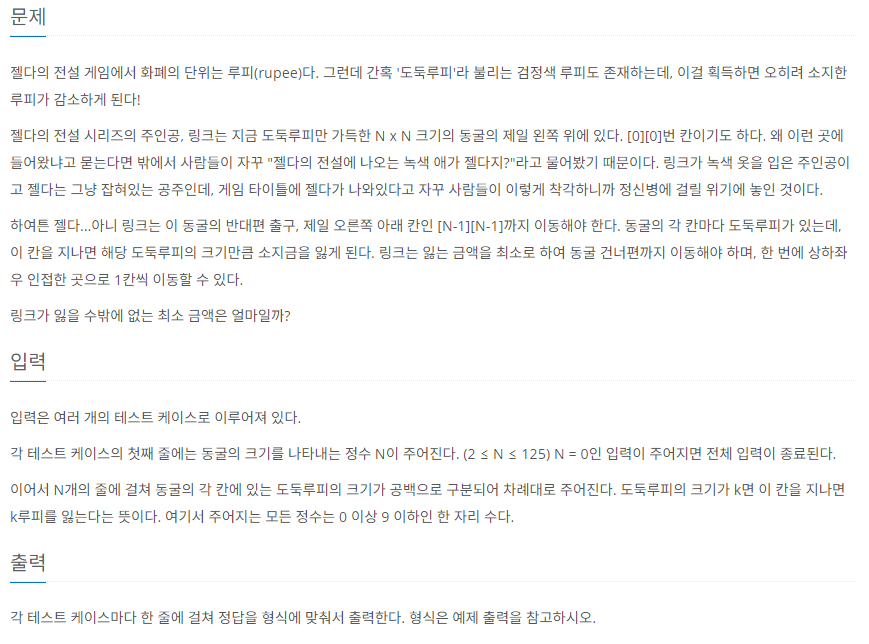 문제
젤다의 전설 게임에서 화폐의 단위는 루피(rupee)다. 그런데 간혹 '도둑루피'라 불리는 검정색 루피도 존재하는데, 이걸 획득하면 오히려 소지한
루피가 감소하게 된다!
젤다의 전설 시리즈의 주인공, 링크는 지금 도둑루피만 가득한 N x N 크기의 동굴의 제일 왼쪽 위에 있다. [0][0]번 칸이기도 하다. 왜 이런 곳에
들어왔냐고 묻는다면 밖에서 사람들이 자꾸 "젤다의 전설에 나오는 녹색 애가 젤다지?"라고 물어봤기 때문이다. 링크가 녹색 옷을 입은 주인공이
고 젤다는 그냥 잡혀있는 공주인데, 게임 타이틀에 젤다가 나와있다고 자꾸 사람들이 이렇게 착각하니까 정신병에 걸릴 위기에 놓인 것이다.
하여튼 젤다...아니 링크는 이 동굴의 반대편 출구, 제일 오른쪽 아래 칸인 [N-1][N-1]까지 이동해야 한다. 동굴의 각 칸마다 도둑루피가 있는데,
이 칸을 지나면 해당 도둑루피의 크기만큼 소지금을 잃게 된다. 링크는 잃는 금액을 최소로 하여 동굴 건너편까지 이동해야 하며, 한 번에 상하좌
우 인접한 곳으로 1칸씩 이동할 수 있다.
링크가 잃을 수밖에 없는 최소 금액은 얼마일까?
입력
입력은 여러 개의 테스트 케이스로 이루어져 있다.
각 테스트 케이스의 첫째 줄에는 동굴의 크기를 나타내는 정수 N이 주어진다. (2 ≤ N ≤ 125) N = 0인 입력이 주어지면 전체 입력이 종료된다.
이어서 N개의 줄에 걸쳐 동굴의 각 칸에 있는 도둑루피의 크기가 공백으로 구분되어 차례대로 주어진다. 도둑루피의 크기가 k면 이 칸을 지나면
k루피를 잃는다는 뜻이다. 여기서 주어지는 모든 정수는 0 이상 9 이하인 한 자리 수다.
출력
각 테스트 케이스마다 한 줄에 걸쳐 정답을 형식에 맞춰서 출력한다. 형식은 예제 출력을 참고하시오.